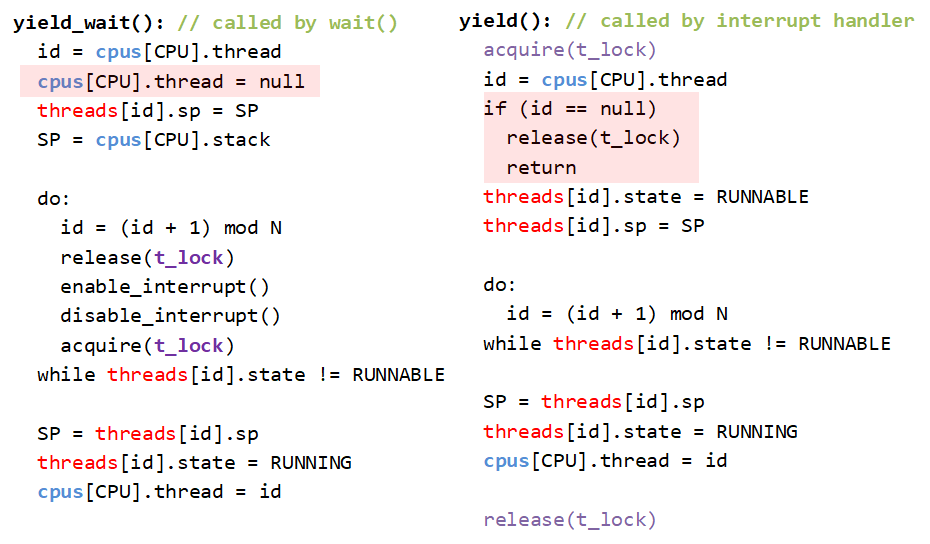 yield_wait(): // called by wait()
id = cpus[CPU].thread
cpus[CPU].thread = null
threads[id].sp = SP
SP = cpus[CPU].stack
do:
id = (id + 1) mod N
release(t_lock)
enable_interrupt()
disable_interrupt()
acquire(t_lock)
while threads[id].state != RUNNABLE
SP = threads[id].sp
threads[id].state = RUNNING
cpus[CPU].thread = id
yield(): // called by interrupt handler
acquire(t_lock)
id = cpus[CPU].thread
if (id == null)
release(t_lock)
return
threads[id].state = RUNNABLE
threads[id].sp = SP
do:
id = (id + 1) mod N
while threads[id].state != RUNNABLE
SP = threads[id].sp
threads[id].state = RUNNING
cpus[CPU].thread = id
release(t_lock)